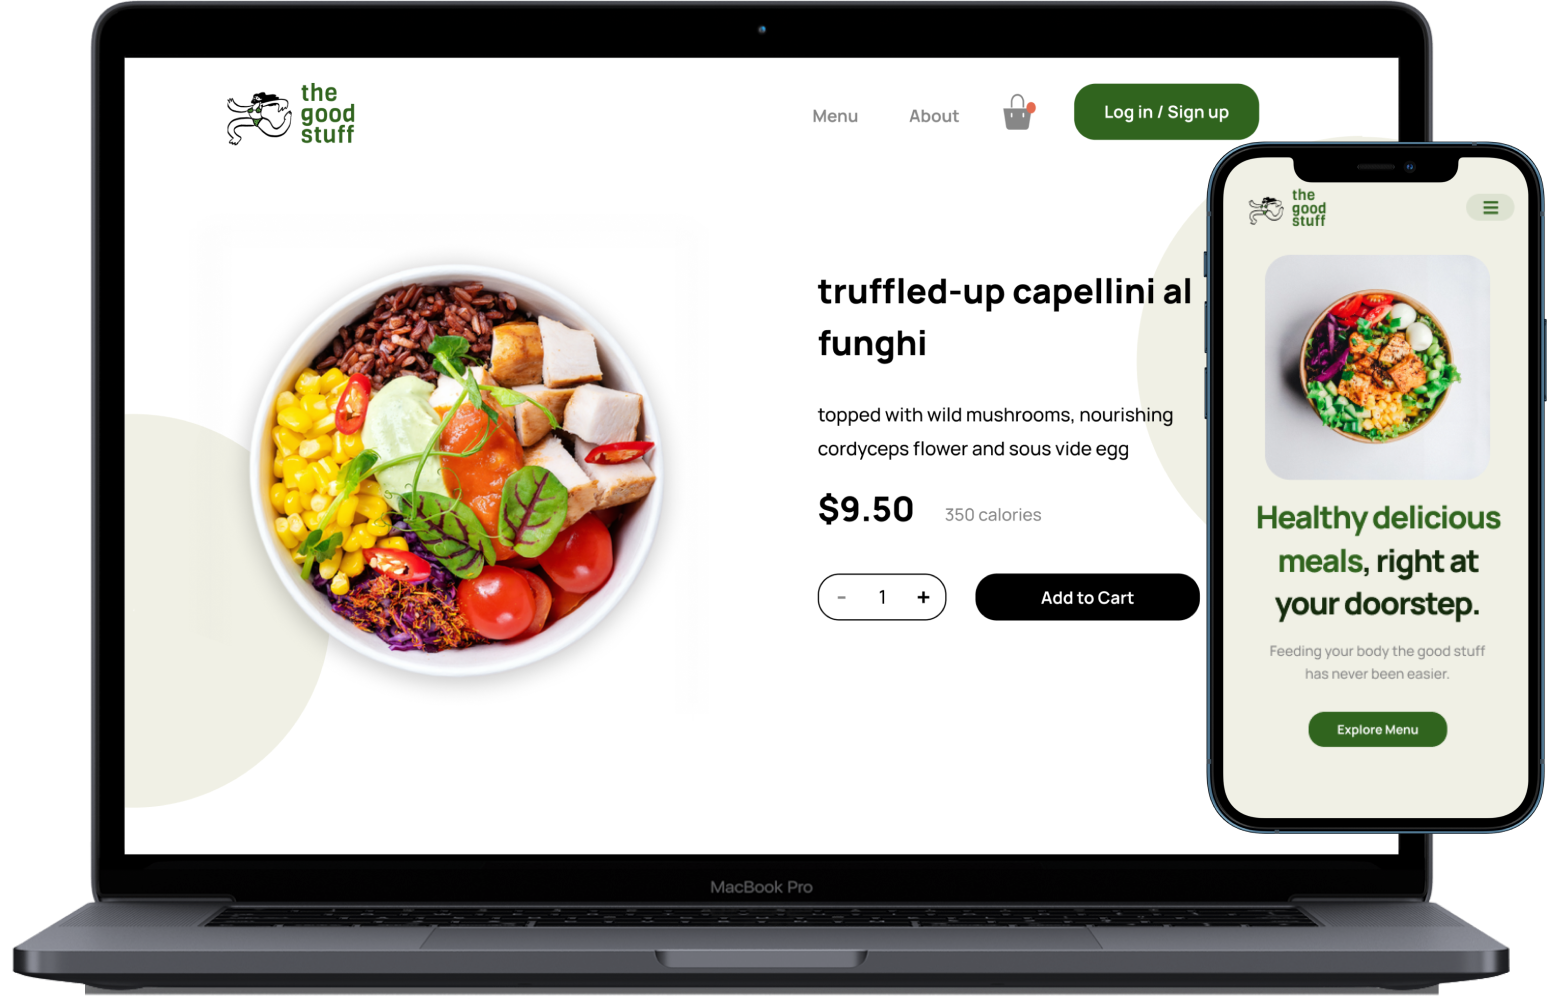 the
good
stuff
Menu
About
Log in / Sign up
truffled-up capellini al
funghi
topped with wild mushrooms, nourishing
cordyceps flower and sous vide egg
$9.50
350 calories
- 1 +
Add to Cart
MacBook Pro
the
good
stuff
Healthy delicious
meals, right at
your doorstep.
Feeding your body the good stuff
has never been easier.
Explore Menu